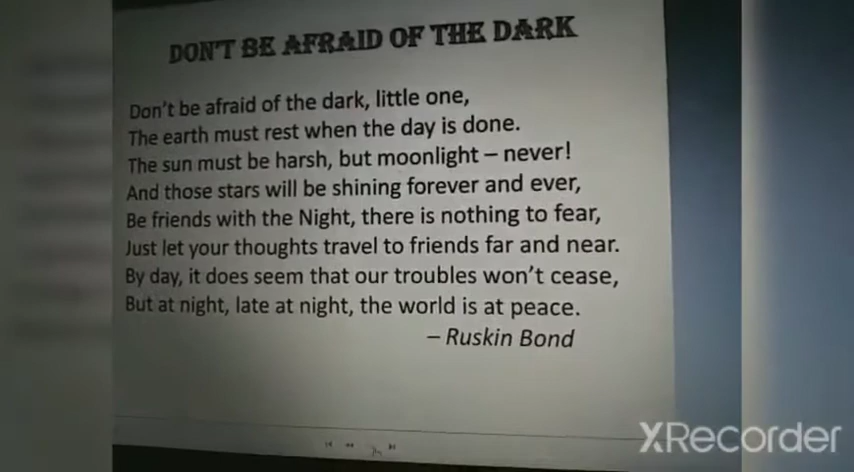 DON'T BE AFRAID OF THE DARK
Don't be afraid of the dark, little one,
The earth must rest when the day is done.
The sun must be harsh, but moonlight – never!
And those stars will be shining forever and ever,
Be friends with the Night, there is nothing to fear,
Just let your thoughts travel to friends far and near.
By day, it does seem that our troubles won't cease,
But at night, late at night, the world is at peace.
– Ruskin Bond
XRecorder